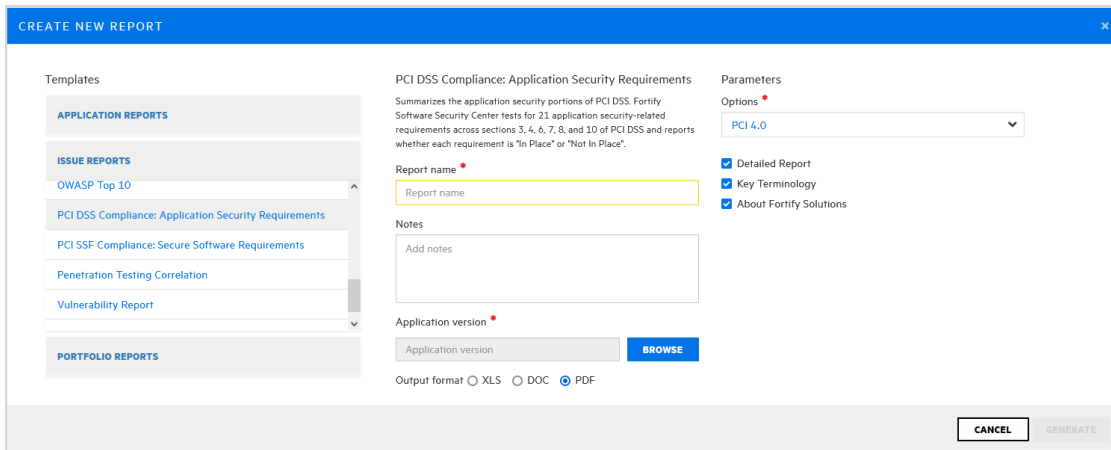 CREATE NEW REPORT
×
Templates
APPLICATION REPORTS
ISSUE REPORTS
OWASP Top 10
PCI DSS Compliance: Application Security Requirements
PCI SSF Compliance: Secure Software Requirements
Penetration Testing Correlation
Vulnerability Report
PORTFOLIO REPORTS
PCI DSS Compliance: Application Security Requirements
Summarizes the application security portions of PCI DSS. Fortify
Software Security Center tests for 21 application security-related
requirements across sections 3, 4, 6, 7, 8, and 10 of PCI DSS and reports
whether each requirement is "In Place" or "Not In Place".
Report name *
Report name
Notes
Add notes
Application version *
Application version
BROWSE
Output format XLS DOC PDF
Parameters
Options *
PCI 4.0
Detailed Report
Key Terminology
About Fortify Solutions
CANCEL
GENERATE